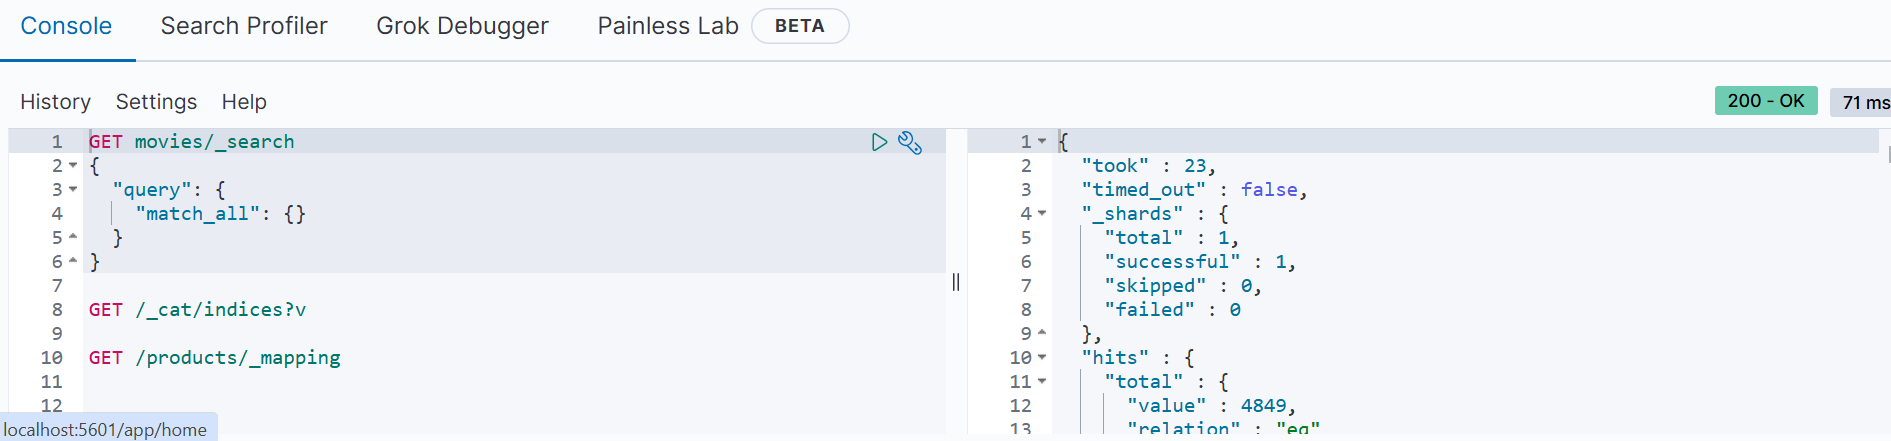 Console Search Profiler Grok Debugger Painless Lab BETA
History Settings Help
200 - OK 71 ms
1 GET movies/_search
2 {
3 "query": {
4 "match_all": {}
5 }
6 }
7
8 GET /_cat/indices?v
9
10 GET /products/_mapping
11
12
1 {
2 "took" : 23,
3 "timed_out" : false,
4 "_shards" : {
5 "total" : 1,
6 "successful" : 1,
7 "skipped" : 0,
8 "failed" : 0
9 },
10 "hits" : {
11 "total" : {
12 "value" : 4849,
13 "relation" : "eq"
localhost:5601/app/home